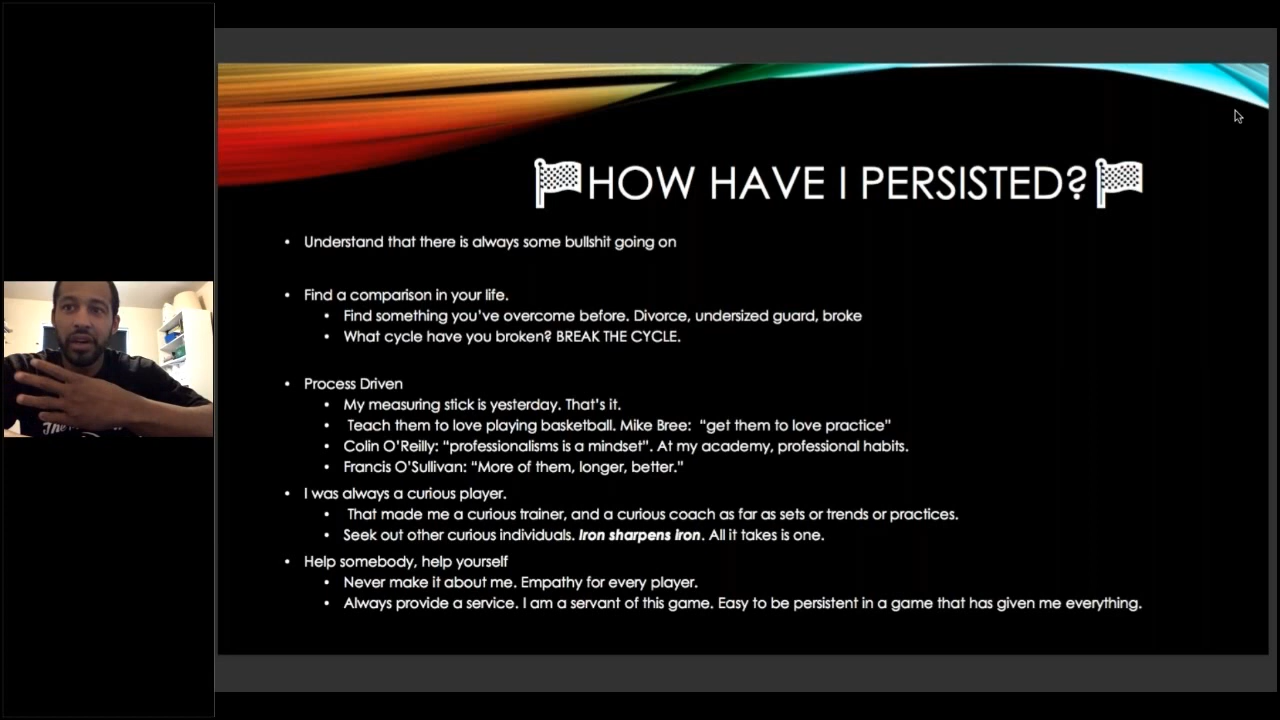 HOW HAVE I PERSISTED?
• Understand that there is always some bullshit going on
• Find a comparison in your life.
• Find something you've overcome before. Divorce, undersized guard, broke
• What cycle have you broken? BREAK THE CYCLE.
• Process Driven
• My measuring stick is yesterday. That's it.
• Teach them to love playing basketball. Mike Bree: "get them to love practice"
• Colin O'Reilly: "professionalisms is a mindset". At my academy, professional habits.
• Francis O'Sullivan: "More of them, longer, better."
• I was always a curious player.
• That made me a curious trainer, and a curious coach as far as sets or trends or practices.
• Seek out other curious individuals. Iron sharpens Iron. All it takes is one.
• Help somebody, help yourself
• Never make it about me. Empathy for every player.
• Always provide a service. I am a servant of this game. Easy to be persistent in a game that has given me everything.